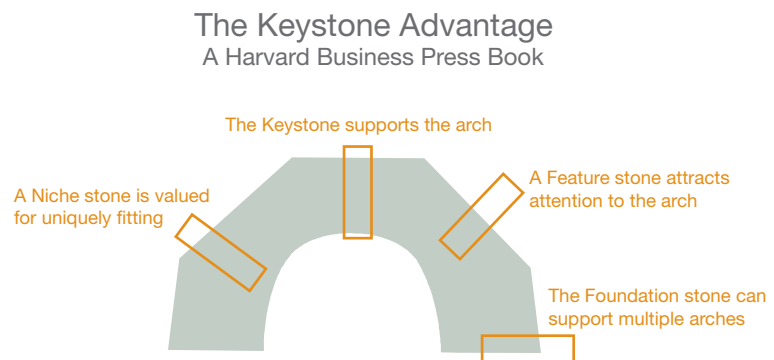 The Keystone Advantage
A Harvard Business Press Book
The Keystone supports the arch
A Niche stone is valued
for uniquely fitting
A Feature stone attracts
attention to the arch
The Foundation stone can
support multiple arches